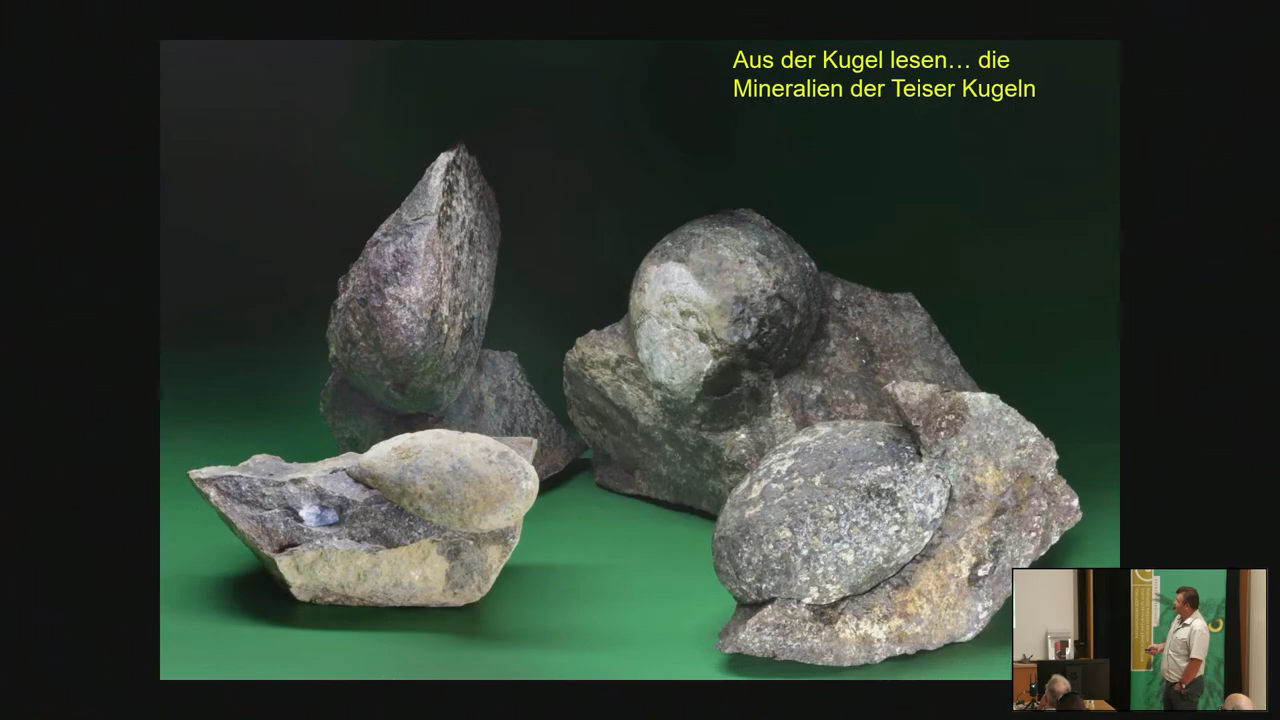 Aus der Kugel lesen… die
Mineralien der Teiser Kugeln